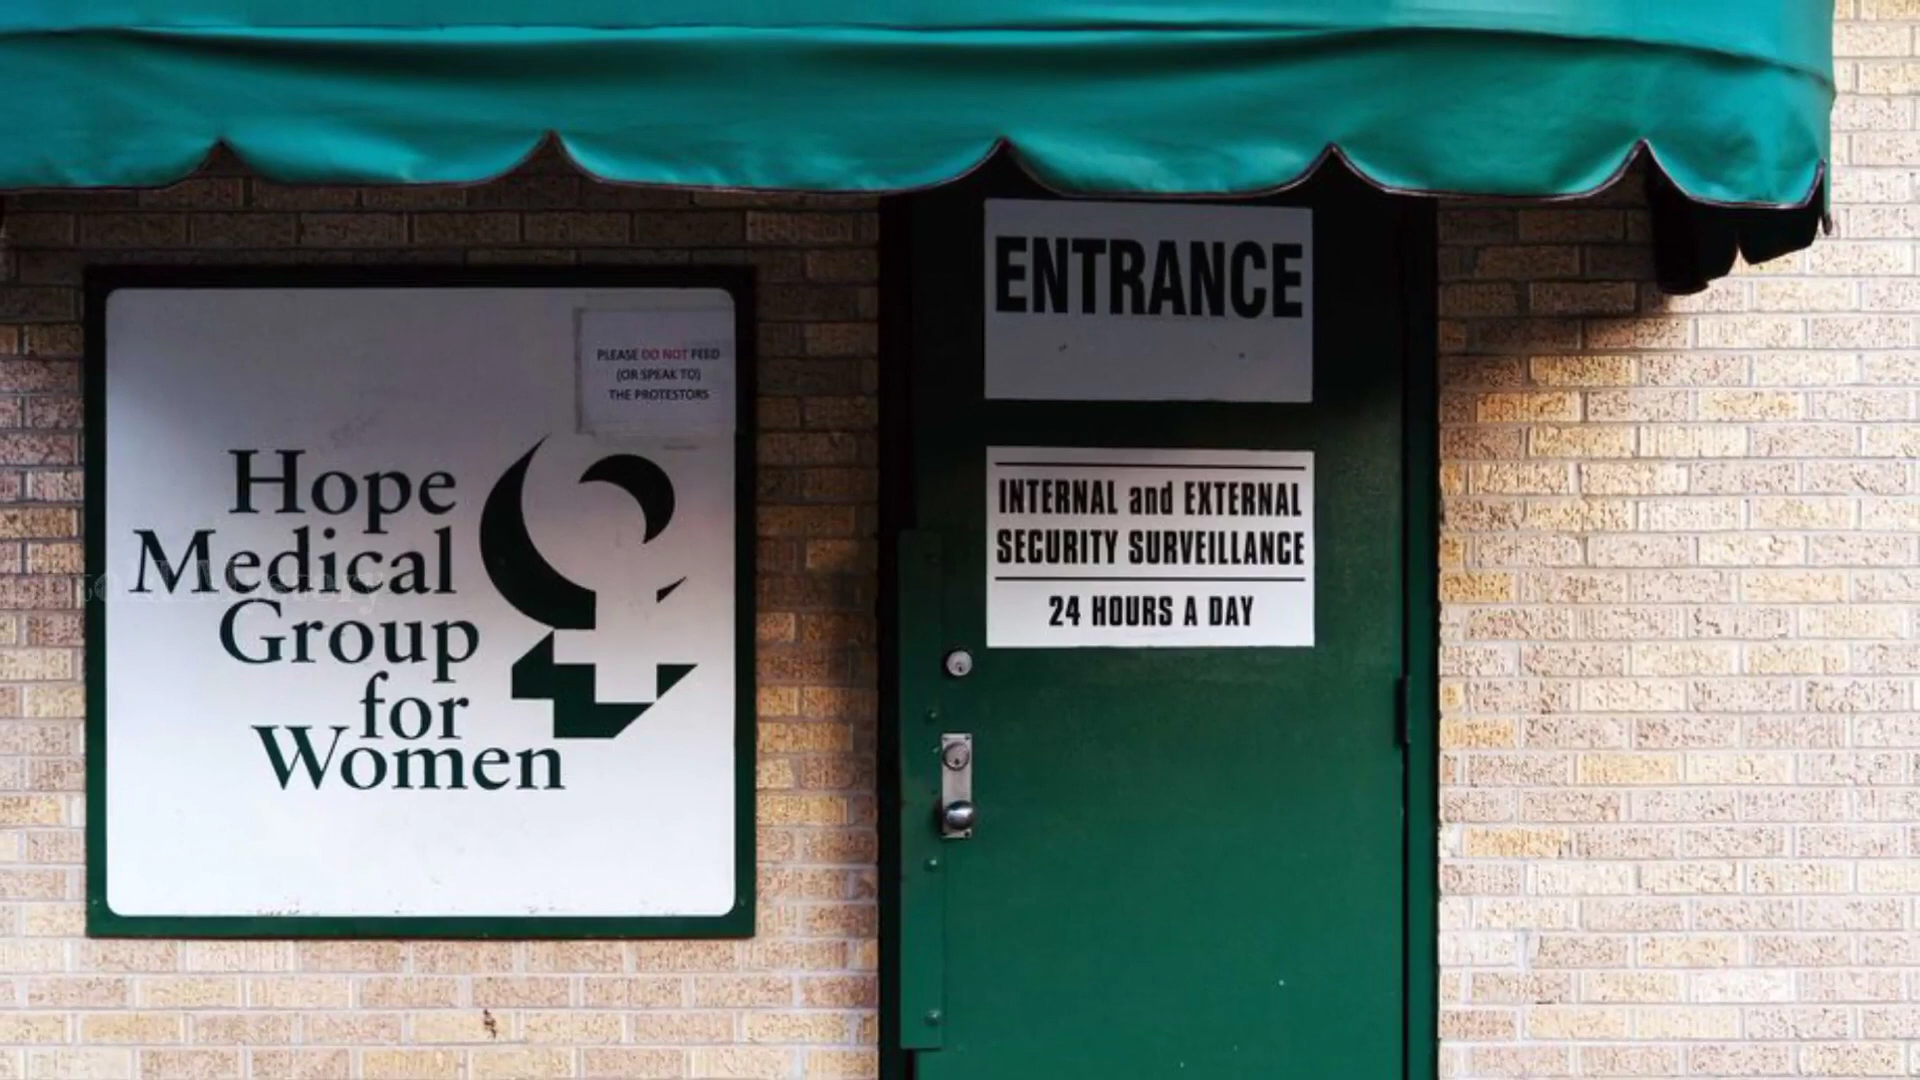 ENTRANCE
PLEASE DO NOT FEED
(OR SPEAK TO)
THE PROTESTORS
Hope
Medical
Group
for
Women
INTERNAL and EXTERNAL
SECURITY SURVEILLANCE
24 HOURS A DAY